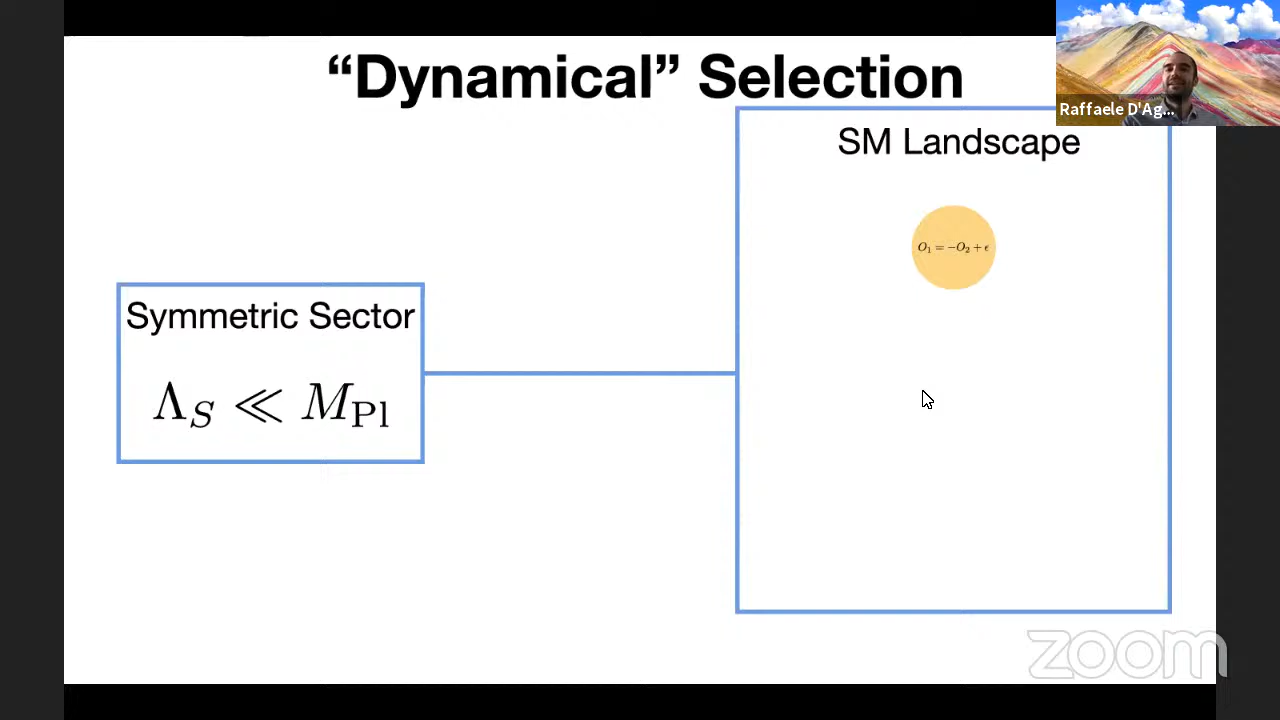 “Dynamical” Selection
Raffaele D'Ag...
SM Landscape
O₁ = −O₂ + ϵ
Symmetric Sector
Λ_S ≪ M_Pl
zoom